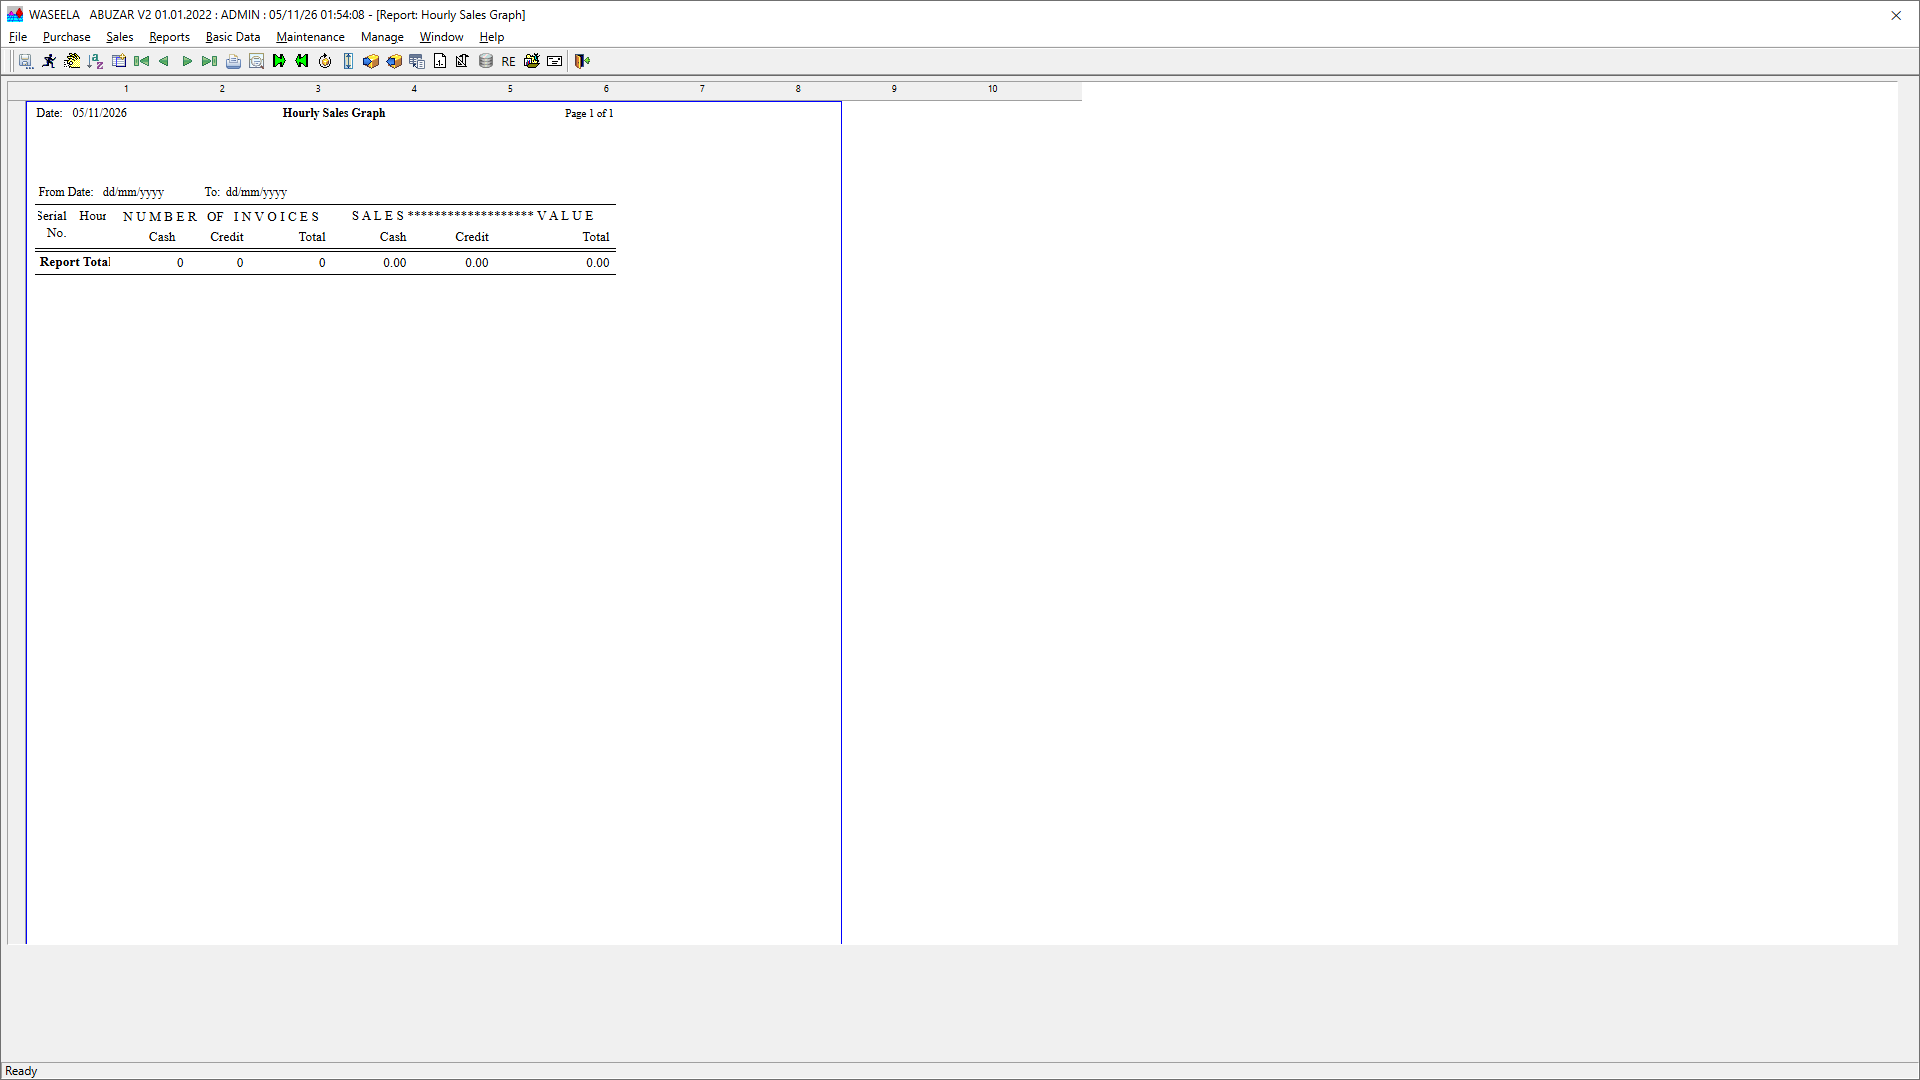 WASEELA   ABUZAR V2 01.01.2022 : ADMIN : 05/11/26 01:54:08 - [Report: Hourly Sales Graph]
File Purchase Sales Reports Basic Data Maintenance Manage Window Help
RE
1 2 3 4 5 6 7 8 9 10
Date: 05/11/2026 Hourly Sales Graph Page 1 of 1
From Date: dd/mm/yyyy To: dd/mm/yyyy
Serial Hour NUMBER OF INVOICES SALES*******************VALUE
No.
Cash Credit Total Cash Credit Total
Report Total 0 0 0 0.00 0.00 0.00
Ready